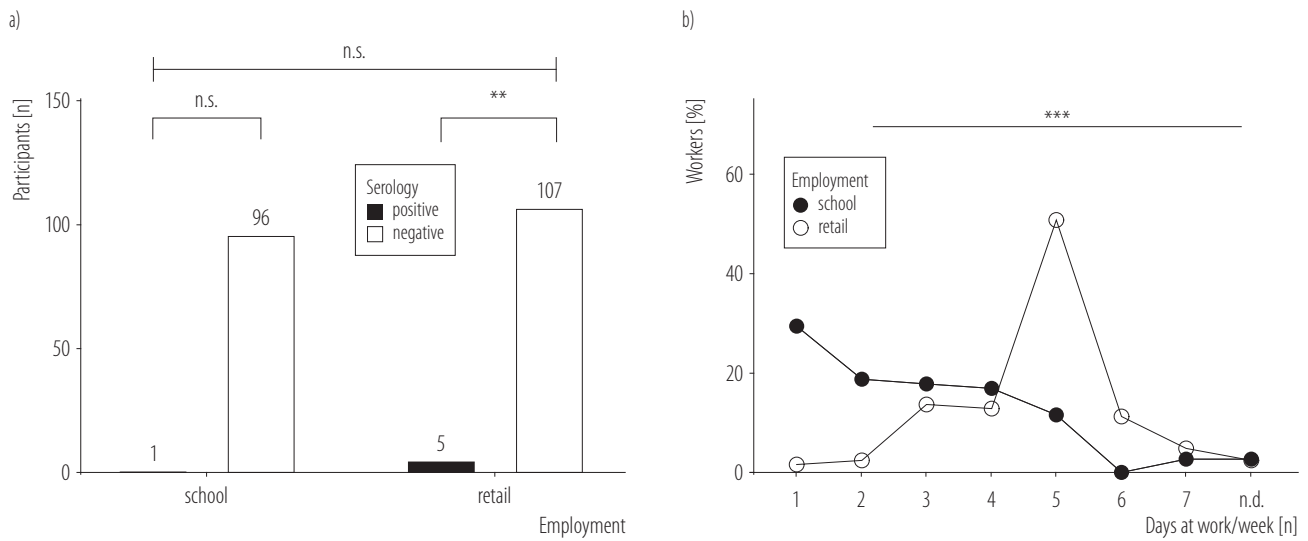 a)
n.s.
Participants [n]
150
n.s.
**
Serology
positive
negative
107
100
96
50
1
5
0
school
retail
Employment
b)
Workers [%]
***
60
Employment
school
retail
40
20
0
1 2 3 4 5 6 7 n.d.
Days at work/week [n]